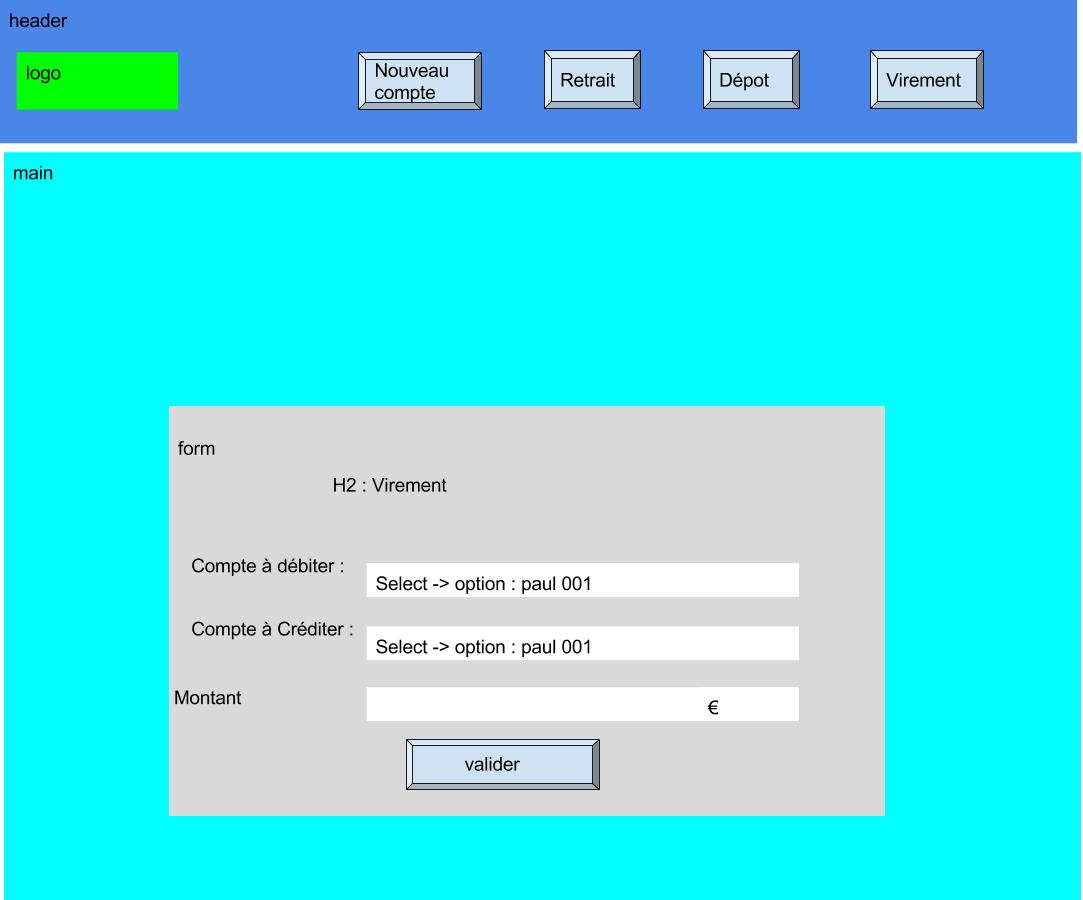 header
logo
Nouveau
compte
Retrait
Dépot
Virement
main
form
H2 : Virement
Compte à débiter :
Select -> option : paul 001
Compte à Créditer :
Select -> option : paul 001
Montant
€
valider